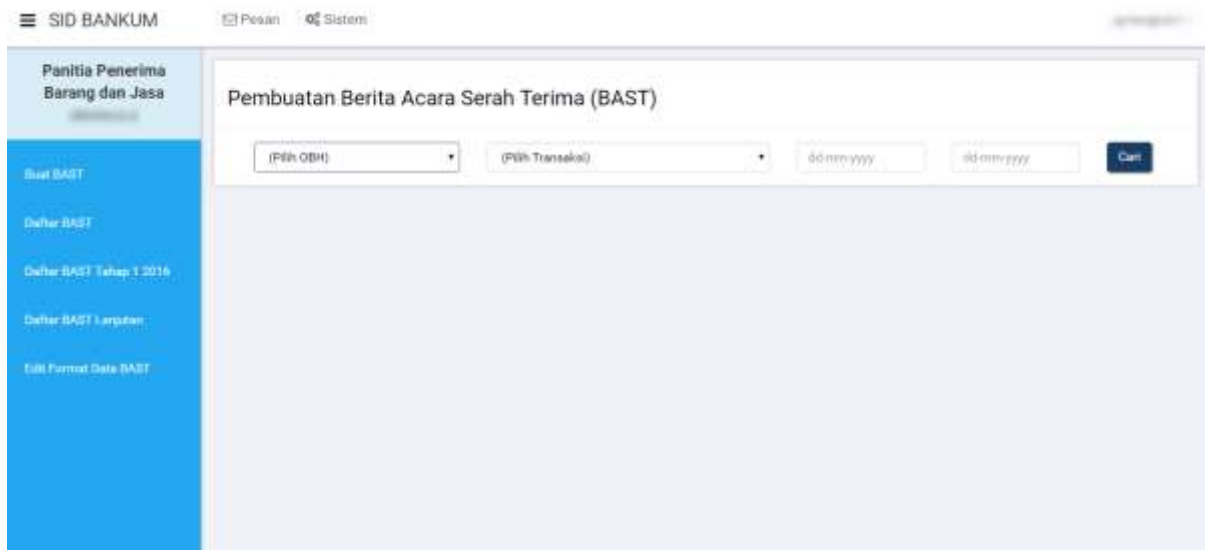 SID BANKUM
Pesan
Sistem
Panitia Penerima
Barang dan Jasa
Buat BAST
Daftar BAST
Daftar BAST Tahap 1 2016
Daftar BAST Lanjutan
Edit Format Data BAST
Pembuatan Berita Acara Serah Terima (BAST)
(Pilih OBH)
(Pilih Transaksi)
dd-mm-yyyy
dd-mm-yyyy
Cari